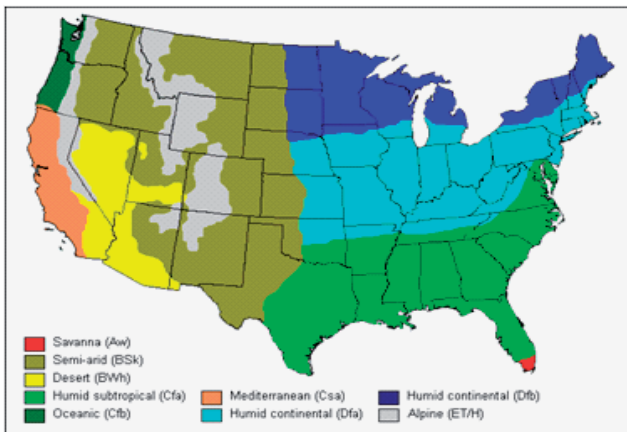 Savanna (Aw)
Semi-arid (BSk)
Desert (BWh)
Humid subtropical (Cfa)
Oceanic (Cfb)
Mediterranean (Csa)
Humid continental (Dfa)
Humid continental (Dfb)
Alpine (ET/H)